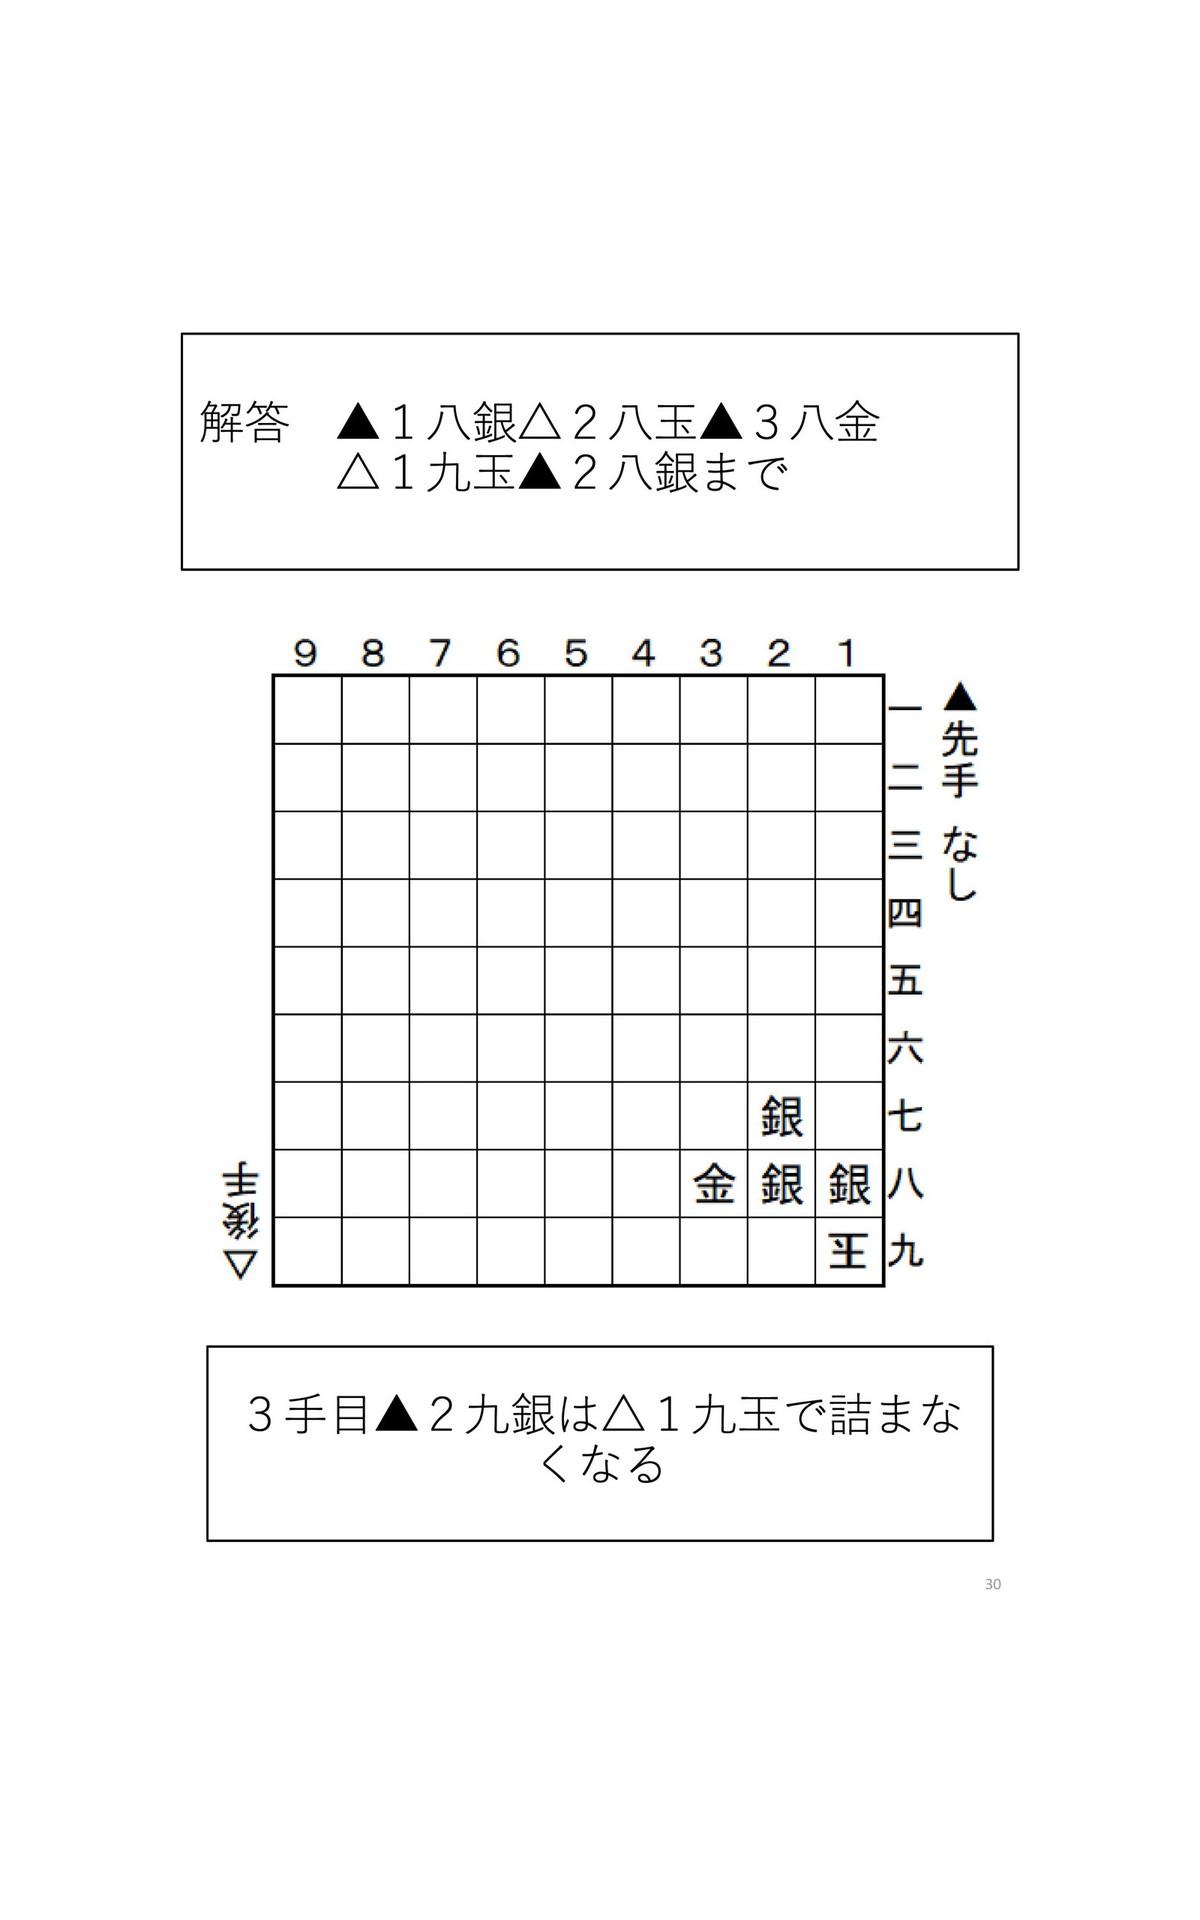 解答　▲１八銀△２八玉▲３八金
△１九玉▲２八銀まで
9 8 7 6 5 4 3 2 1
一
二
三
四
五
六
銀 七
金 銀 銀 八
王 九
▲先手 なし
△後手
３手目▲２九銀は△１九玉で詰まな
くなる
30